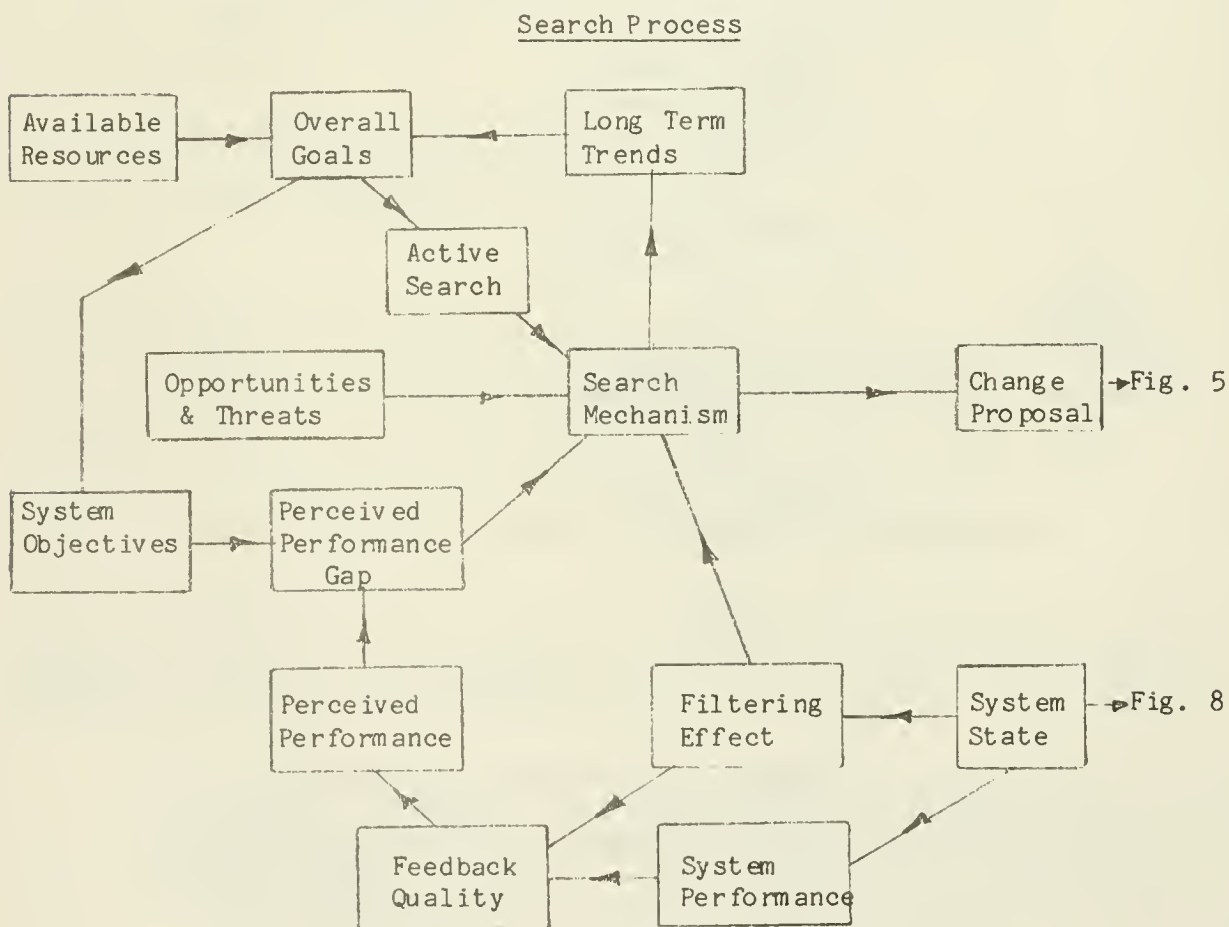 Search Process
Available
Resources
Overall
Goals
Long Term
Trends
Active
Search
Opportunities
& Threats
Search
Mechanism
Change
Proposal
Fig. 5
System
Objectives
Perceived
Performance
Gap
Perceived
Performance
Filtering
Effect
System
State
Fig. 8
Feedback
Quality
System
Performance